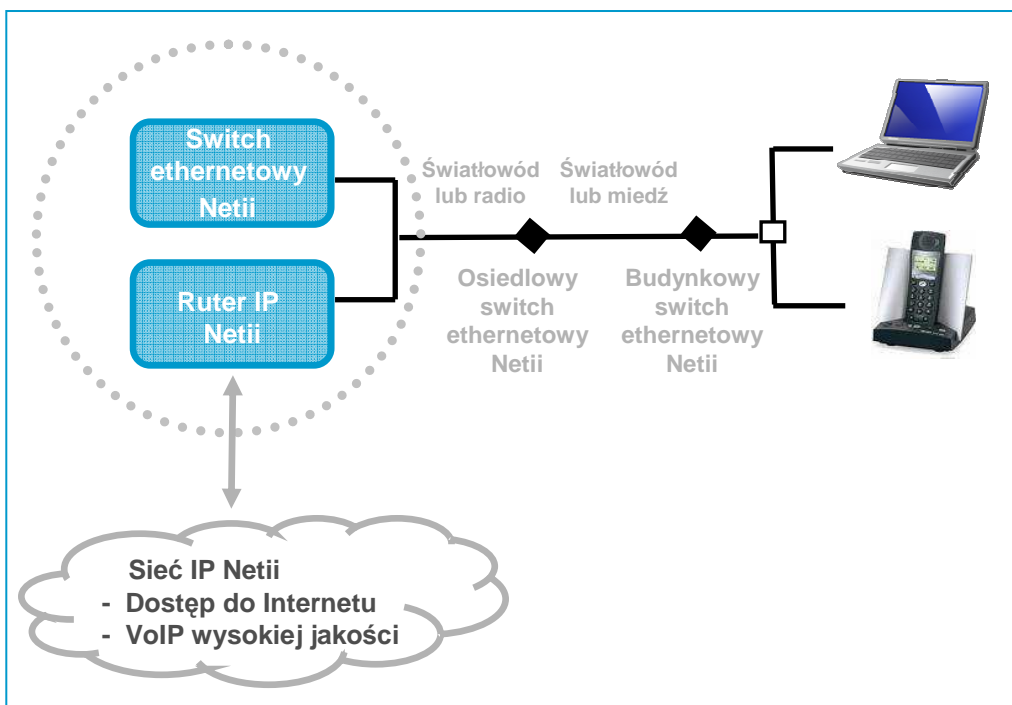 Switch
ethernetowy
Netii
Ruter IP
Netii
Światłowód
lub radio
Światłowód
lub miedź
Osiedlowy
switch
ethernetowy
Netii
Budynkowy
switch
ethernetowy
Netii
Sieć IP Netii
- Dostęp do Internetu
- VoIP wysokiej jakości